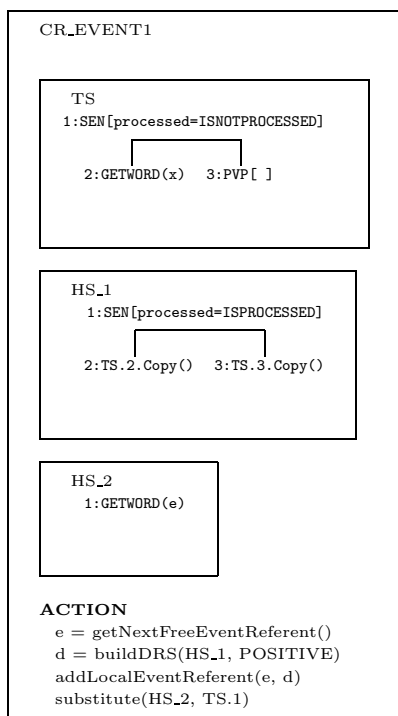 CR_EVENT1
TS
1:SEN[processed=ISNOTPROCESSED]
2:GETWORD(x) 3:PVP[ ]
HS_1
1:SEN[processed=ISPROCESSED]
2:TS.2.Copy() 3:TS.3.Copy()
HS_2
1:GETWORD(e)
ACTION
e = getNextFreeEventReferent()
d = buildDRS(HS_1, POSITIVE)
addLocalEventReferent(e, d)
substitute(HS_2, TS.1)